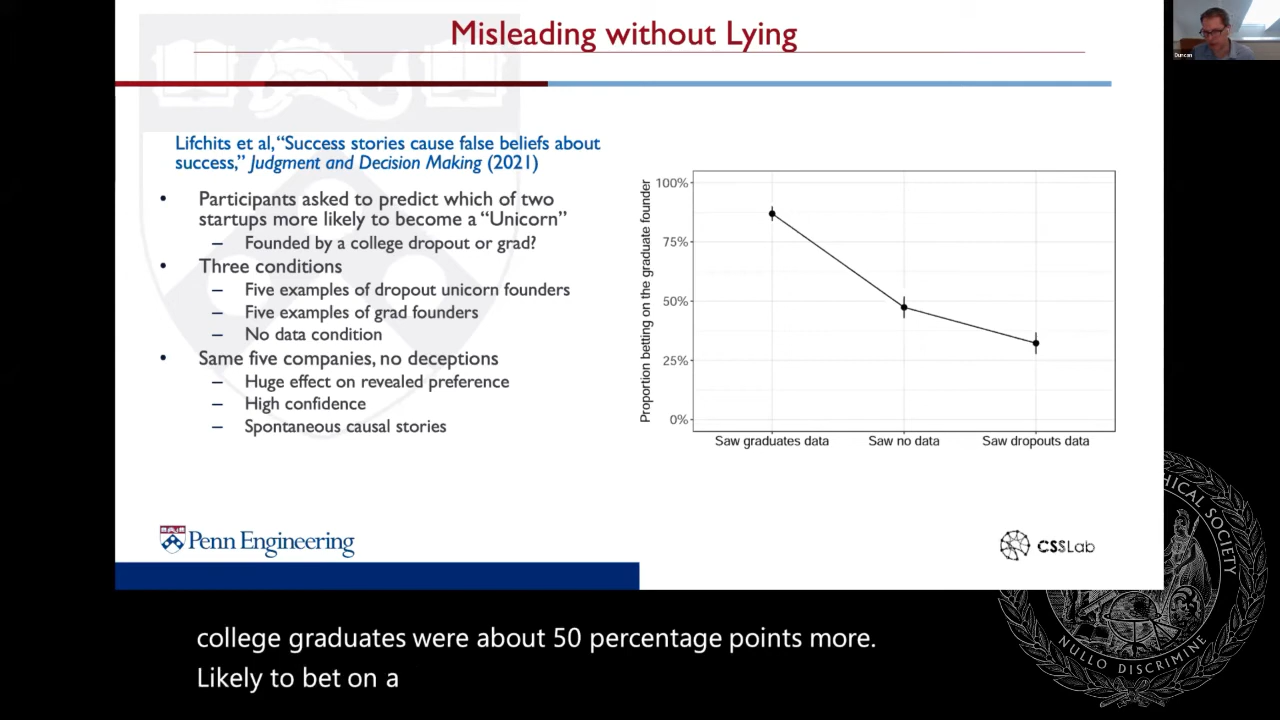 Misleading without Lying
Duncan
Lifchits et al, “Success stories cause false beliefs about
success,” Judgment and Decision Making (2021)
• Participants asked to predict which of two
startups more likely to become a “Unicorn”
– Founded by a college dropout or grad?
• Three conditions
– Five examples of dropout unicorn founders
– Five examples of grad founders
– No data condition
• Same five companies, no deceptions
– Huge effect on revealed preference
– High confidence
– Spontaneous causal stories
Proportion betting on the graduate founder
100%
75%
50%
25%
0%
Saw graduates data
Saw no data
Saw dropouts data
Penn Engineering
CSSLab
HICAL SOCIETY
NULLO DISCRIMINE
college graduates were about 50 percentage points more.
Likely to bet on a